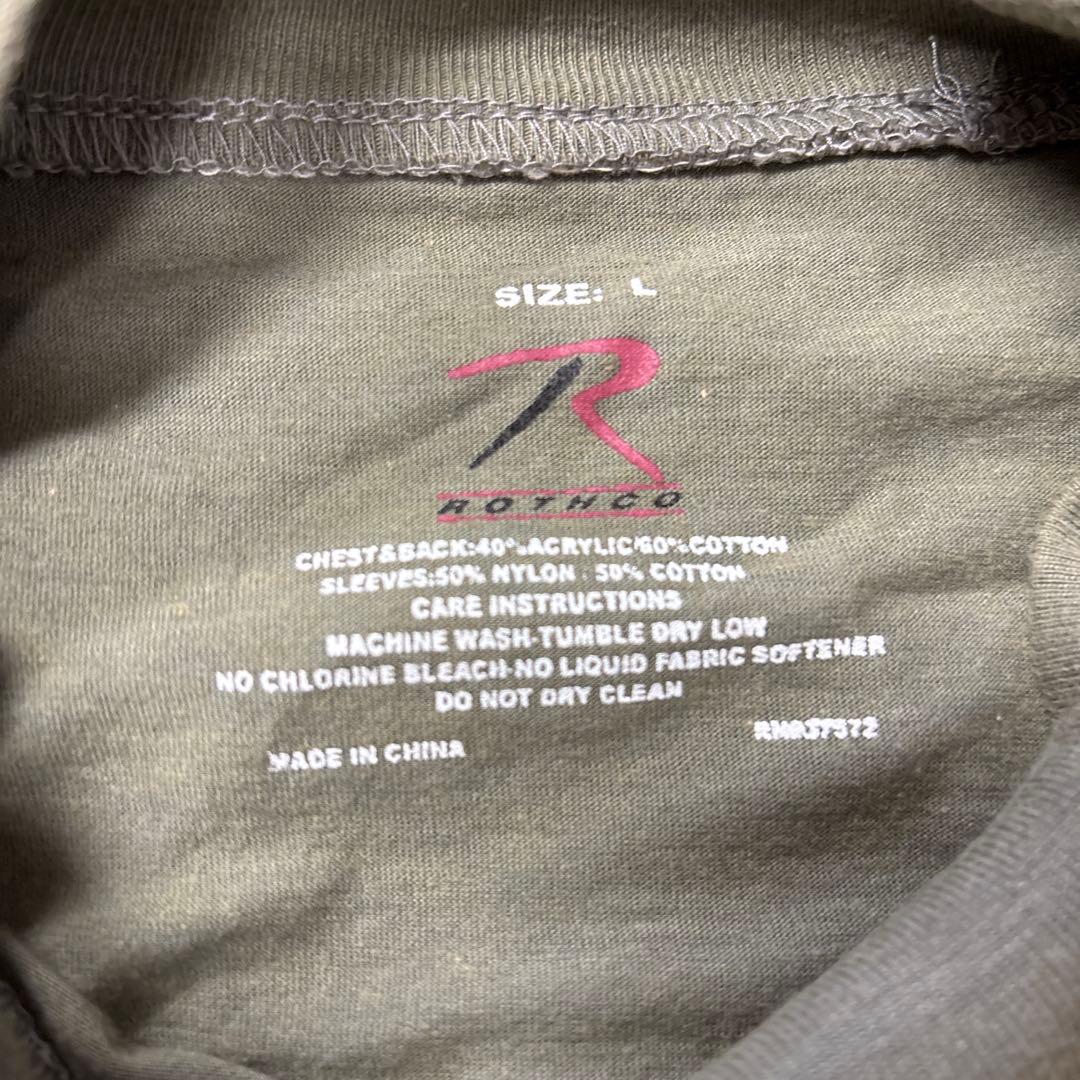 SIZE: L
R
ROTHCO
CHEST&BACK:40%ACRYLIC/60%COTTON
SLEEVES:50% NYLON 50% COTTON
CARE INSTRUCTIONS
MACHINE WASH-TUMBLE DRY LOW
NO CHLORINE BLEACH-NO LIQUID FABRIC SOFTENER
DO NOT DRY CLEAN
MADE IN CHINA